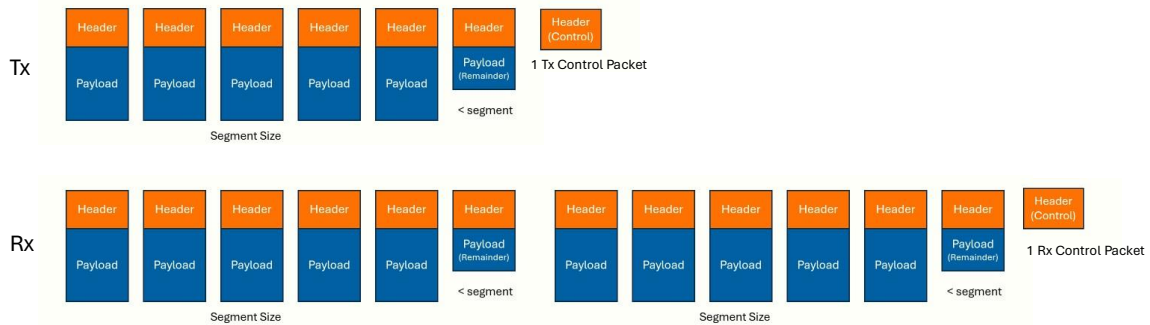 Header Header Header Header Header Header Header
(Control)
Tx
Payload Payload Payload Payload Payload Payload
(Remainder)
1 Tx Control Packet
< segment
Segment Size
Header Header Header Header Header Header Header Header Header Header Header Header Header
(Control)
Rx
Payload Payload Payload Payload Payload Payload Payload Payload Payload Payload Payload Payload
(Remainder) (Remainder)
1 Rx Control Packet
< segment < segment
Segment Size Segment Size